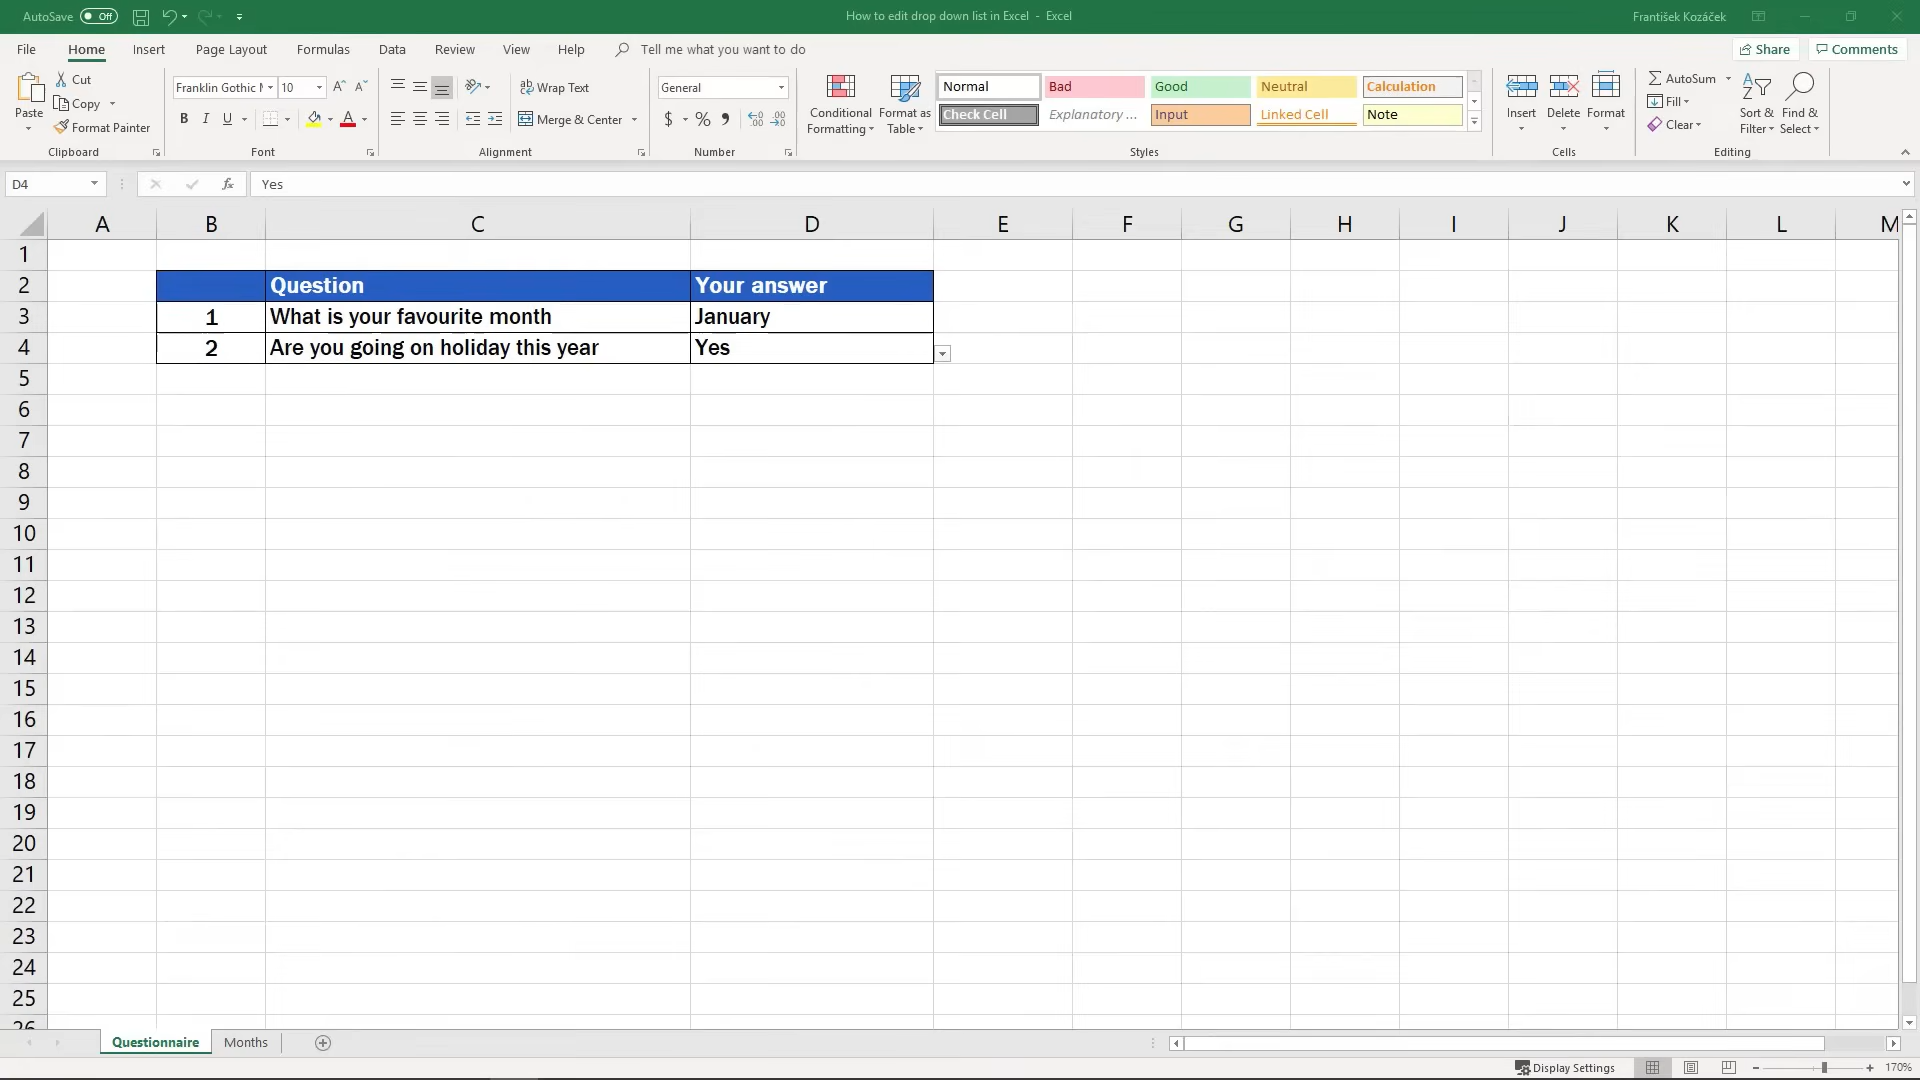 AutoSave Off
How to edit drop down list in Excel - Excel
František Kozáček
File Home Insert Page Layout Formulas Data Review View Help Tell me what you want to do
Share Comments
Paste
Cut
Copy
Format Painter
Clipboard
10
B I U
Font
Wrap Text
Merge & Center
Alignment
General
$ % 9
Number
Conditional Formatting
Format as Table
Normal Bad Good Neutral Calculation
Check Cell Explanatory ... Input Linked Cell Note
Styles
Insert Delete Format
Cells
AutoSum
Fill
Clear
Sort & Filter
Find & Select
Editing
D4 fx Yes
A B C D E F G H I J K L M
1
2 Question Your answer
3 1 What is your favourite month January
4 2 Are you going on holiday this year Yes
5
6
7
8
9
10
11
12
13
14
15
16
17
18
19
20
21
22
23
24
25
26
Questionnaire Months
Display Settings 170%